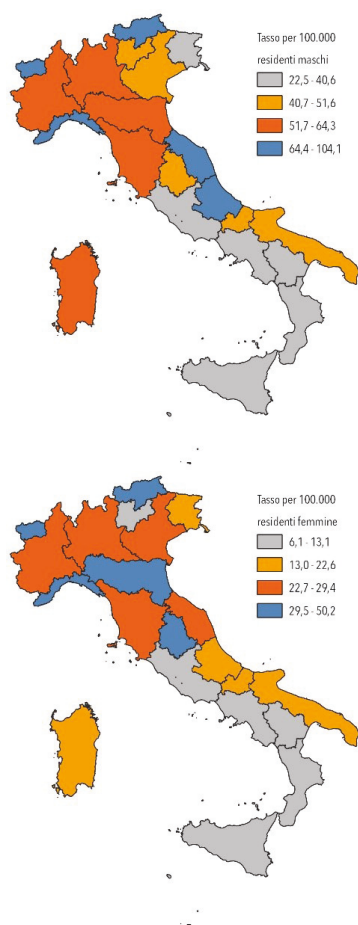 Tasso per 100.000
residenti maschi
22,5 - 40,6
40,7 - 51,6
51,7 - 64,3
64,4 - 104,1
Tasso per 100.000
residenti femmine
6,1 - 13,1
13,0 - 22,6
22,7 - 29,4
29,5 - 50,2